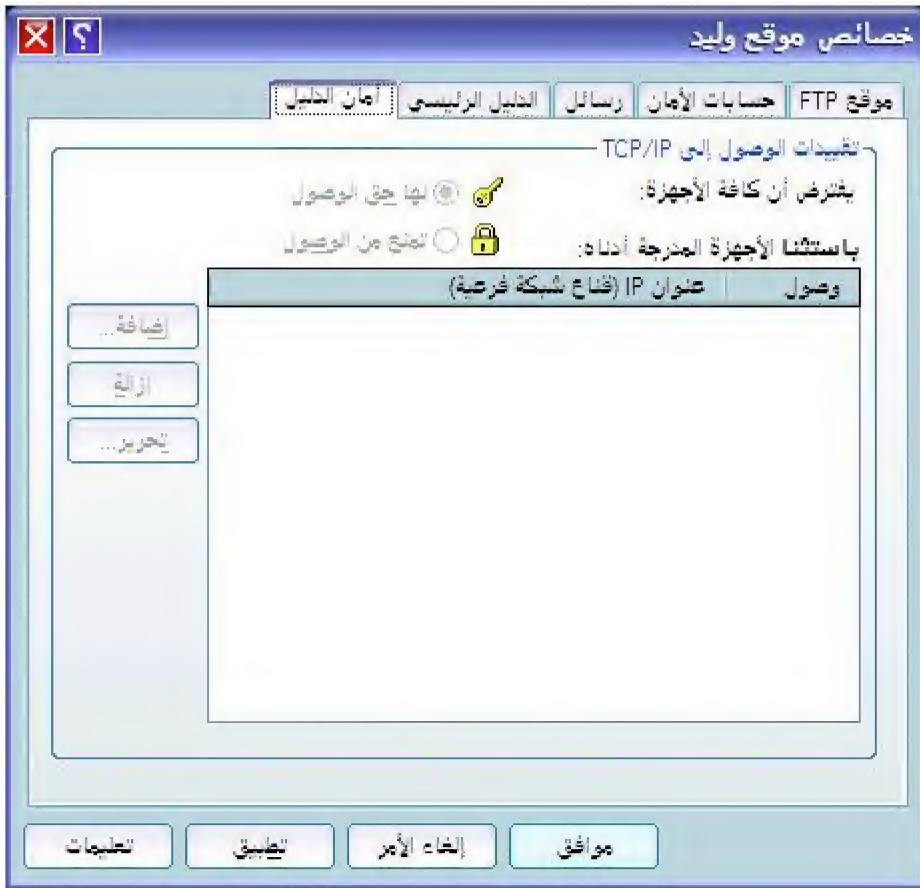 خصائص موقع وليد
موقع FTP
حسابات الأمان
رسائل
الدليل الرئيسي
أمان الدليل
تقييدات الوصول إلى TCP/IP
يفترض أن كافة الأجهزة:
لها حق الوصول
باستثنا الأجهزة المدرجة أدناه:
تمنع من الوصول
وصول
عنوان IP (قناع شبكة فرعية)
إضافة...
إزالة
تحرير...
موافق
إلغاء الأمر
تطبيق
تعليمات